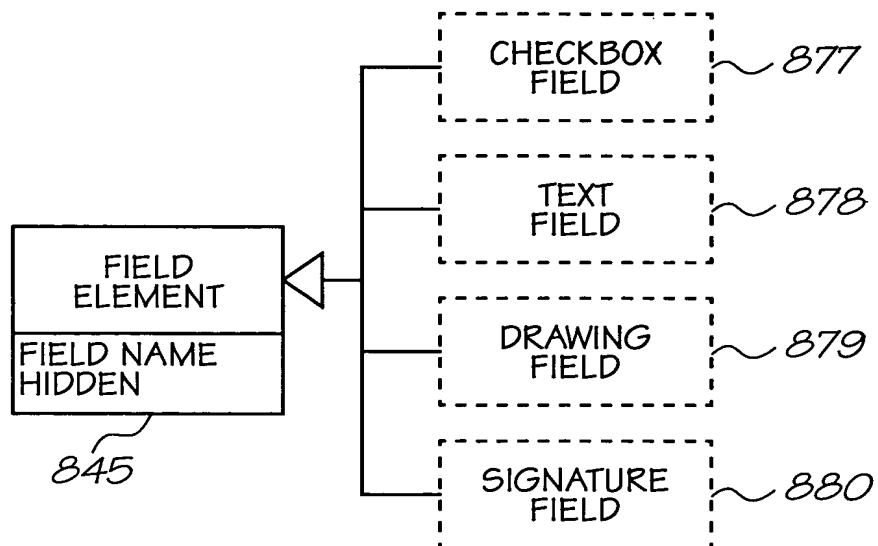 CHECKBOX
FIELD
877
TEXT
FIELD
878
FIELD
ELEMENT
FIELD NAME
HIDDEN
845
DRAWING
FIELD
879
SIGNATURE
FIELD
880